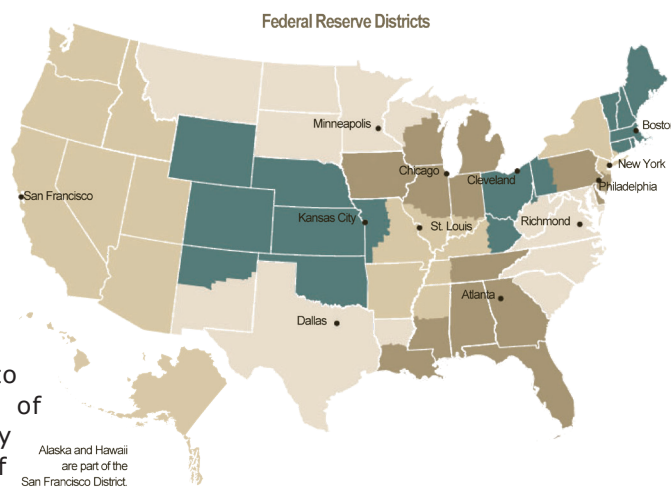 Federal Reserve Districts
Minneapolis
Boston
Chicago
Cleveland
New York
Philadelphia
San Francisco
Kansas City
St. Louis
Richmond
Atlanta
Dallas
to
of
y
f
Alaska and Hawaii
are part of the
San Francisco District.